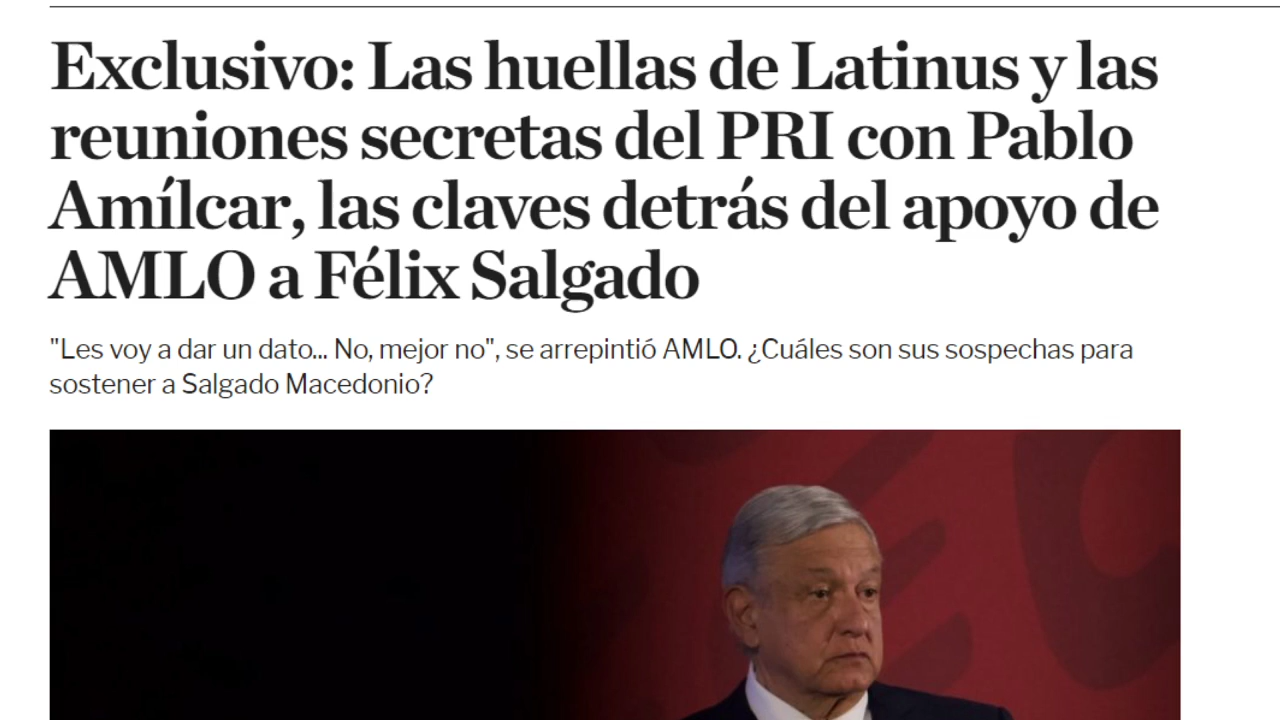 Exclusivo: Las huellas de Latinus y las
reuniones secretas del PRI con Pablo
Amílcar, las claves detrás del apoyo de
AMLO a Félix Salgado
"Les voy a dar un dato... No, mejor no", se arrepintió AMLO. ¿Cuáles son sus sospechas para
sostener a Salgado Macedonio?